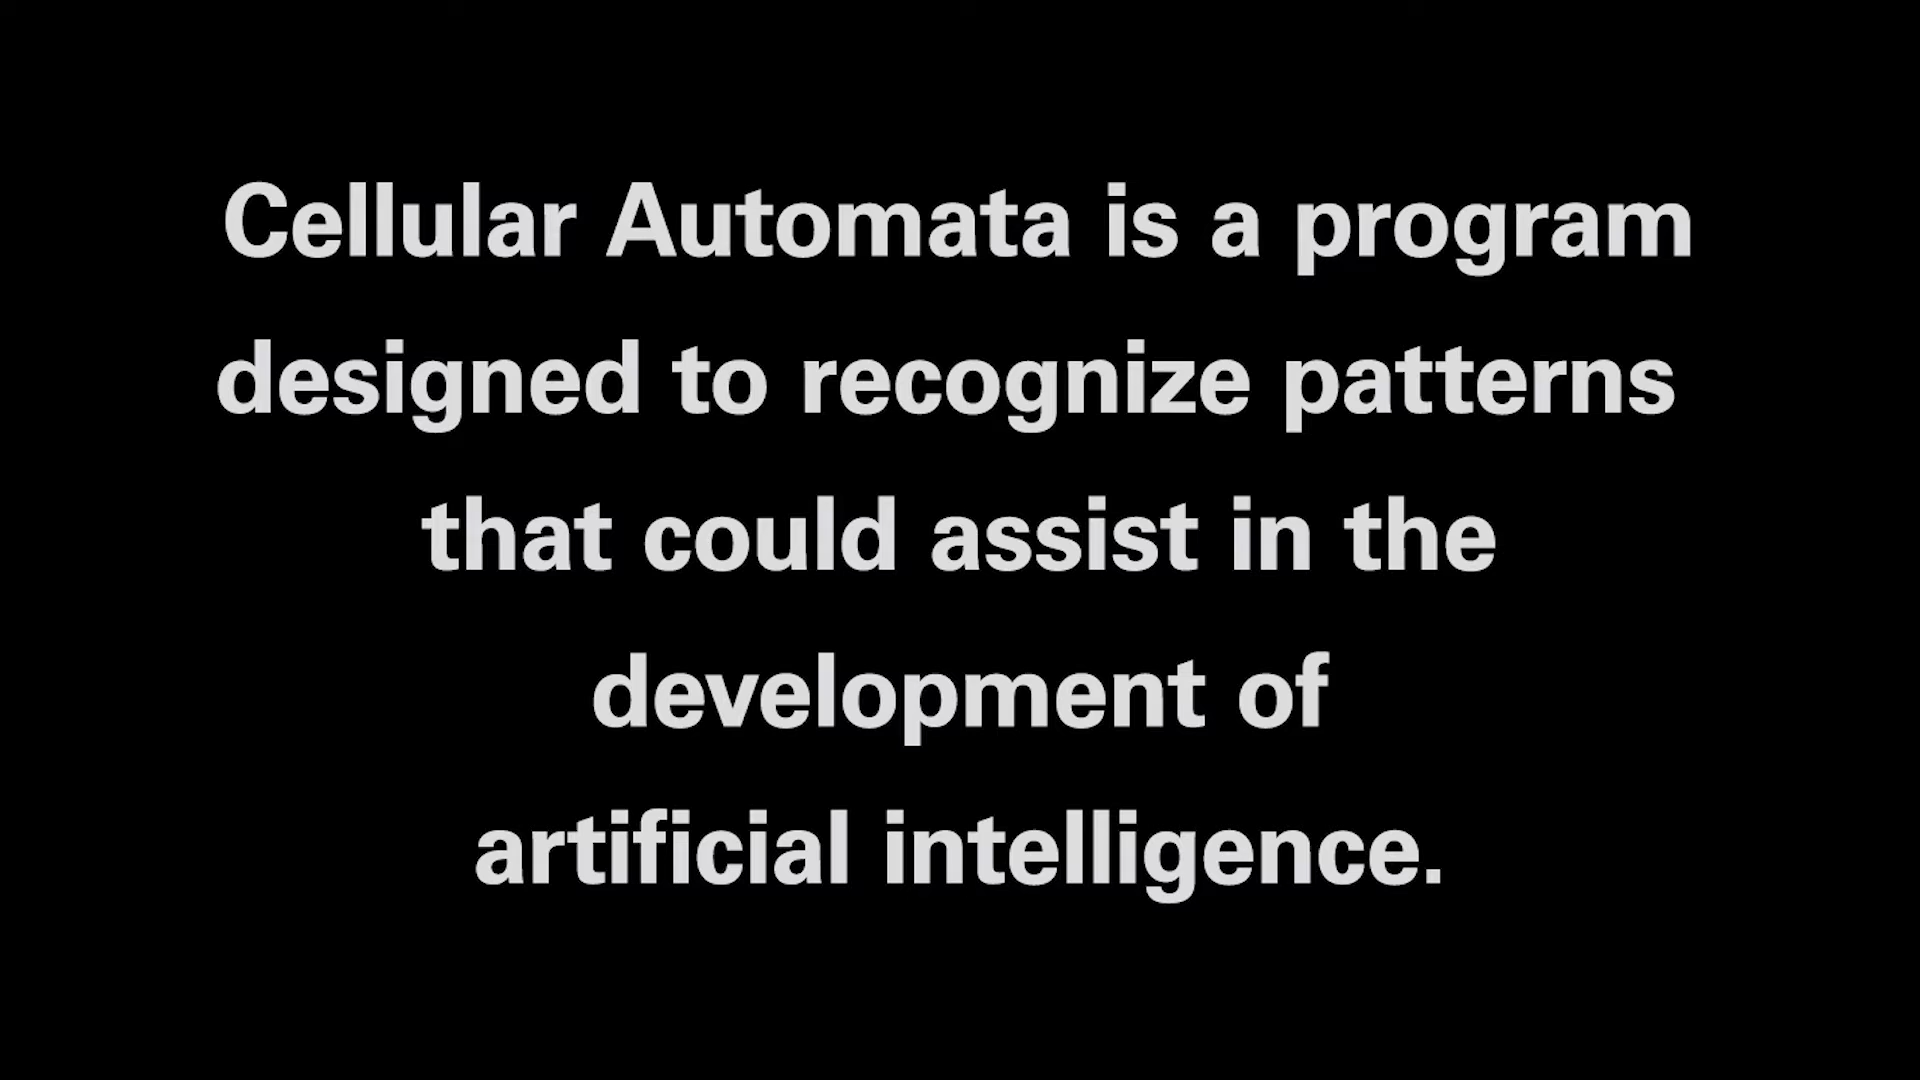 Cellular Automata is a program
designed to recognize patterns
that could assist in the
development of
artificial intelligence.